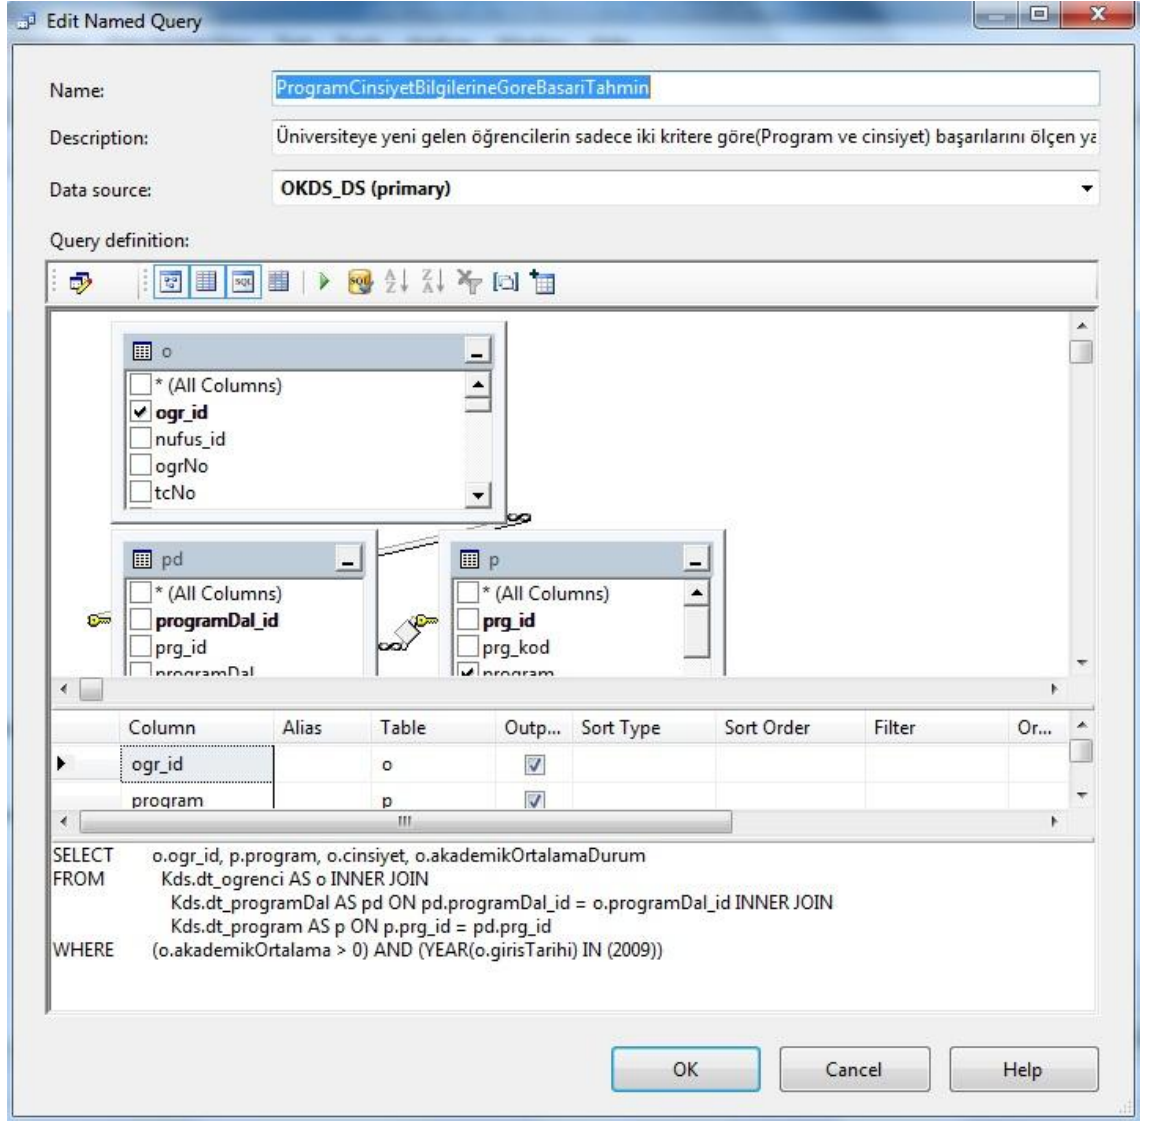 Edit Named Query
Name:
ProgramCinsiyetBilgilerineGoreBasariTahmin
Description:
Üniversiteye yeni gelen öğrencilerin sadece iki kritere göre(Program ve cinsiyet) başarılarını ölçen ya
Data source:
OKDS_DS (primary)
Query definition:
SQL
SQL
A Z
Z A
o
* (All Columns)
ogr_id
nufus_id
ogrNo
tcNo
pd
* (All Columns)
programDal_id
prg_id
programDal
p
* (All Columns)
prg_id
prg_kod
program
Column Alias Table Outp... Sort Type Sort Order Filter Or...
ogr_id o
program p
SELECT o.ogr_id, p.program, o.cinsiyet, o.akademikOrtalamaDurum
FROM Kds.dt_ogrenci AS o INNER JOIN
Kds.dt_programDal AS pd ON pd.programDal_id = o.programDal_id INNER JOIN
Kds.dt_program AS p ON p.prg_id = pd.prg_id
WHERE (o.akademikOrtalama > 0) AND (YEAR(o.girisTarihi) IN (2009))
OK Cancel Help